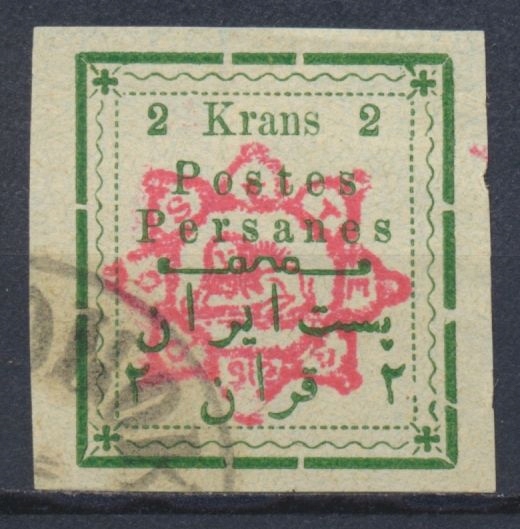 2 Krans 2
Postes
Persanes
پست ایران
۲ قران ۲